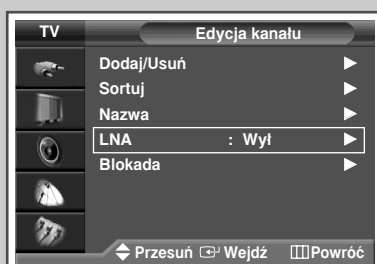 TV Edycja kanału
Dodaj/Usuń
Sortuj
Nazwa
LNA : Wył
Blokada
Przesuń Wejdź Powróć